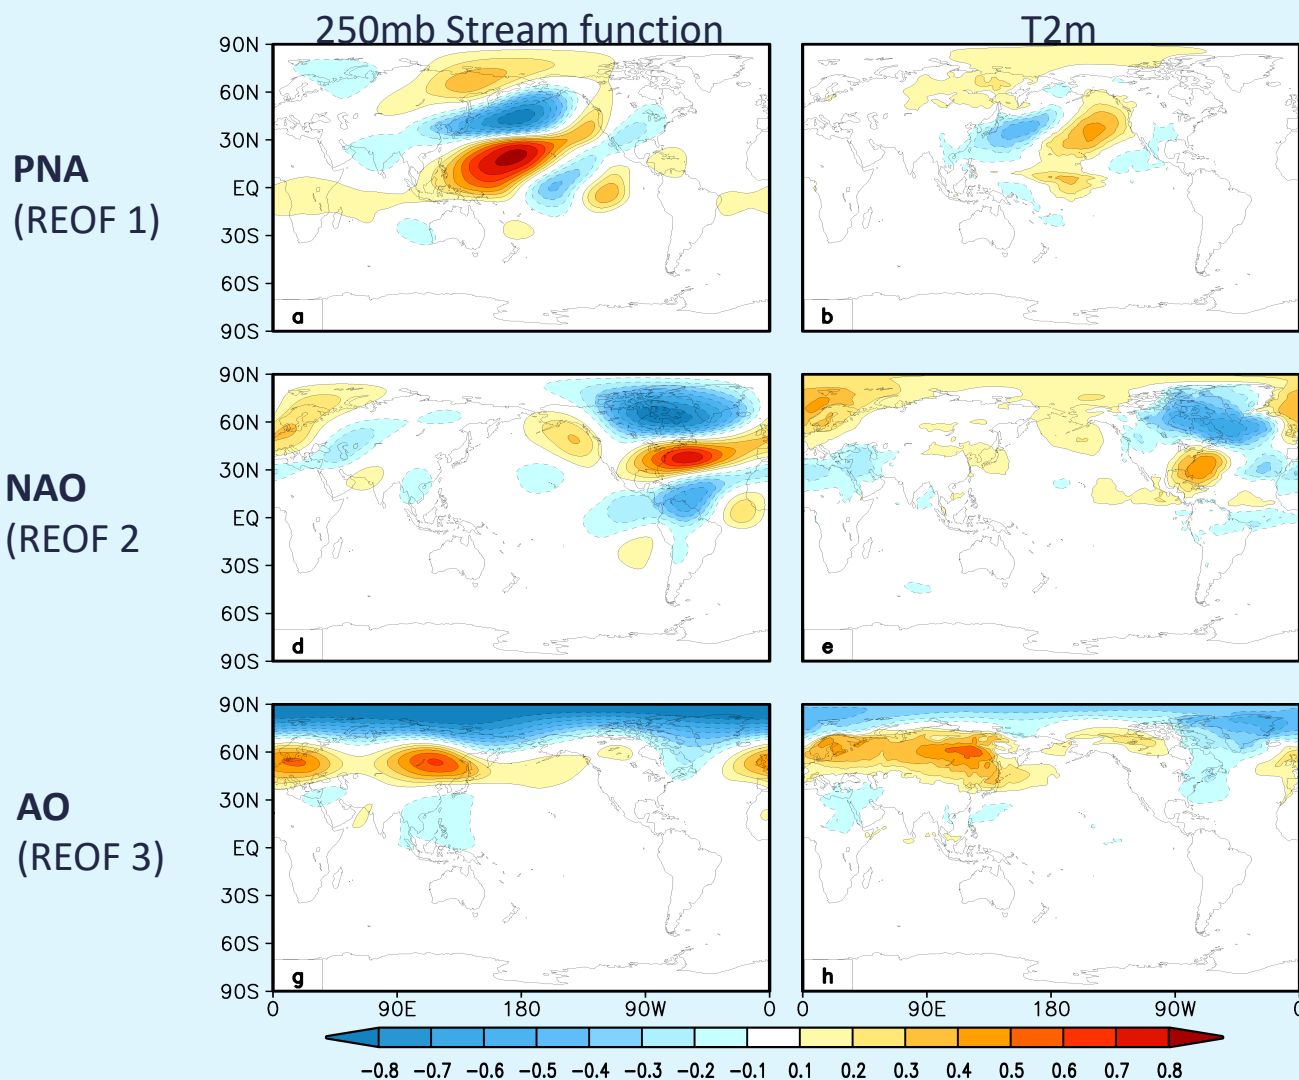 250mb Stream function T2m
PNA
(REOF 1)
90N
60N
30N
EQ
30S
60S
90S
a
b
NAO
(REOF 2
90N
60N
30N
EQ
30S
60S
90S
d
e
AO
(REOF 3)
90N
60N
30N
EQ
30S
60S
90S
g
h
0 90E 180 90W 0 90E 180 90W 0
-0.8 -0.7 -0.6 -0.5 -0.4 -0.3 -0.2 -0.1 0.1 0.2 0.3 0.4 0.5 0.6 0.7 0.8